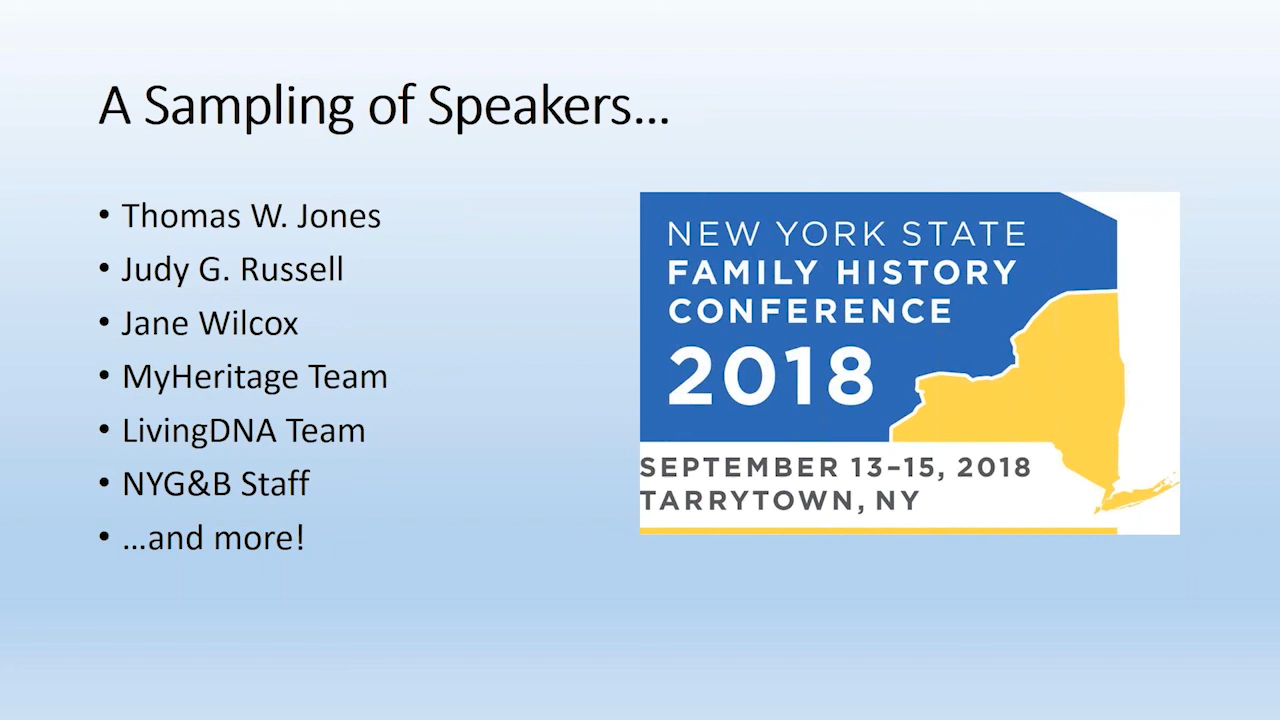 A Sampling of Speakers…
• Thomas W. Jones
• Judy G. Russell
• Jane Wilcox
• MyHeritage Team
• LivingDNA Team
• NYG&B Staff
• …and more!
NEW YORK STATE
FAMILY HISTORY
CONFERENCE
2018
SEPTEMBER 13–15, 2018
TARRYTOWN, NY